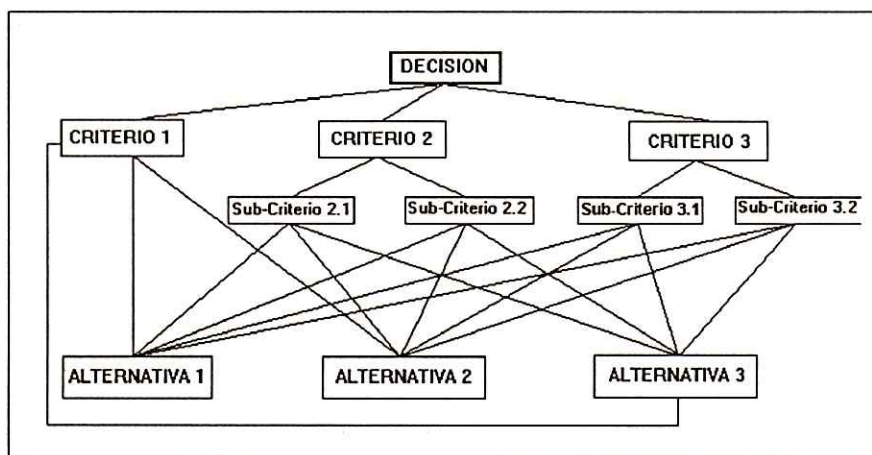 DECISION
CRITERIO 1
CRITERIO 2
CRITERIO 3
Sub-Criterio 2.1
Sub-Criterio 2.2
Sub-Criterio 3.1
Sub-Criterio 3.2
ALTERNATIVA 1
ALTERNATIVA 2
ALTERNATIVA 3